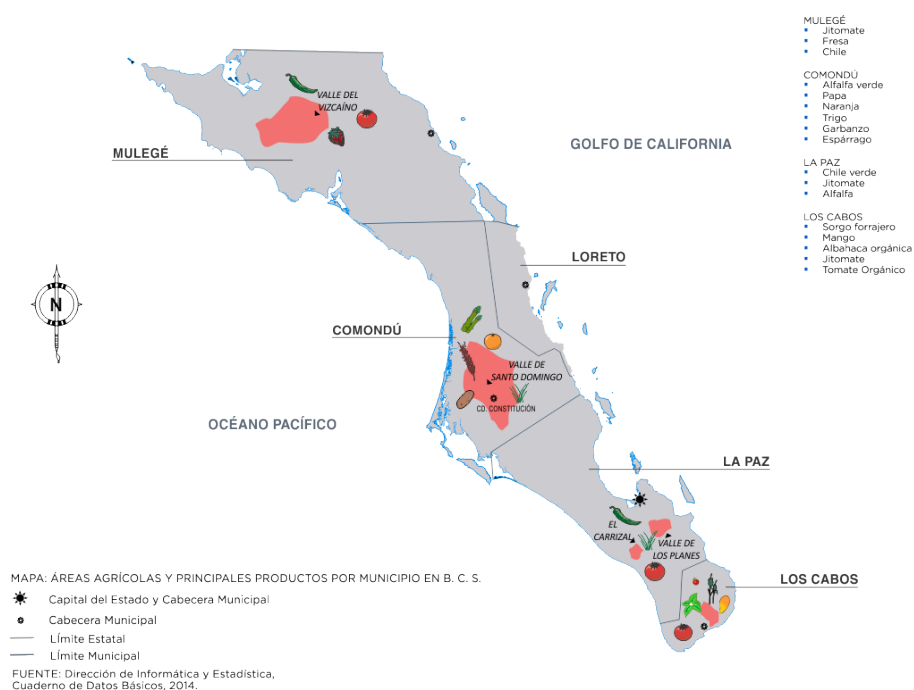 MULEGÉ
Jitomate
Fresa
Chile
COMONDÚ
Alfalfa verde
Papa
Naranja
Trigo
Garbanzo
Espárrago
LA PAZ
Chile verde
Jitomate
Alfalfa
LOS CABOS
Sorgo forrajero
Mango
Albahaca orgánica
Jitomate
Tomate Orgánico
VALLE DEL
VIZCAÍNO
MULEGÉ
GOLFO DE CALIFORNIA
LORETO
N
COMONDÚ
VALLE DE
SANTO DOMINGO
CD. CONSTITUCIÓN
OCÉANO PACÍFICO
LA PAZ
EL
CARRIZAL
VALLE DE
LOS PLANES
LOS CABOS
MAPA: ÁREAS AGRÍCOLAS Y PRINCIPALES PRODUCTOS POR MUNICIPIO EN B. C. S.
Capital del Estado y Cabecera Municipal
Cabecera Municipal
LÍmite Estatal
LÍmite Municipal
FUENTE: Dirección de Informática y Estadística,
Cuaderno de Datos Básicos, 2014.